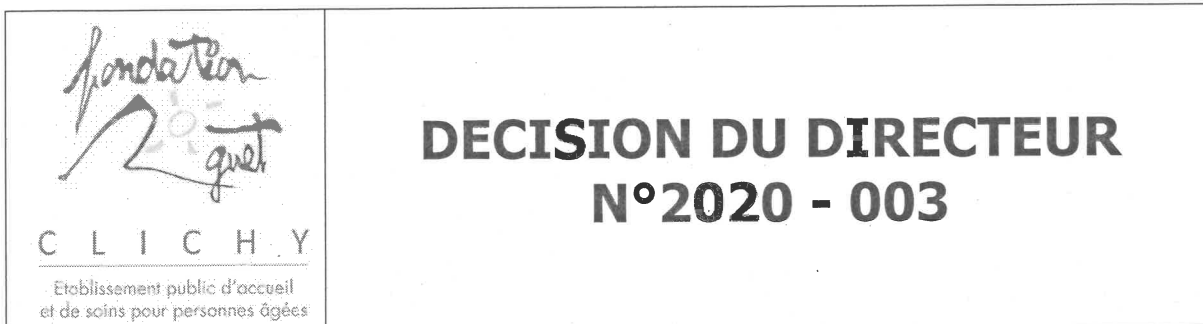 fondation
Roguet
C L I C H Y
Etablissement public d'accueil
et de soins pour personnes âgées
DECISION DU DIRECTEUR
N°2020 - 003